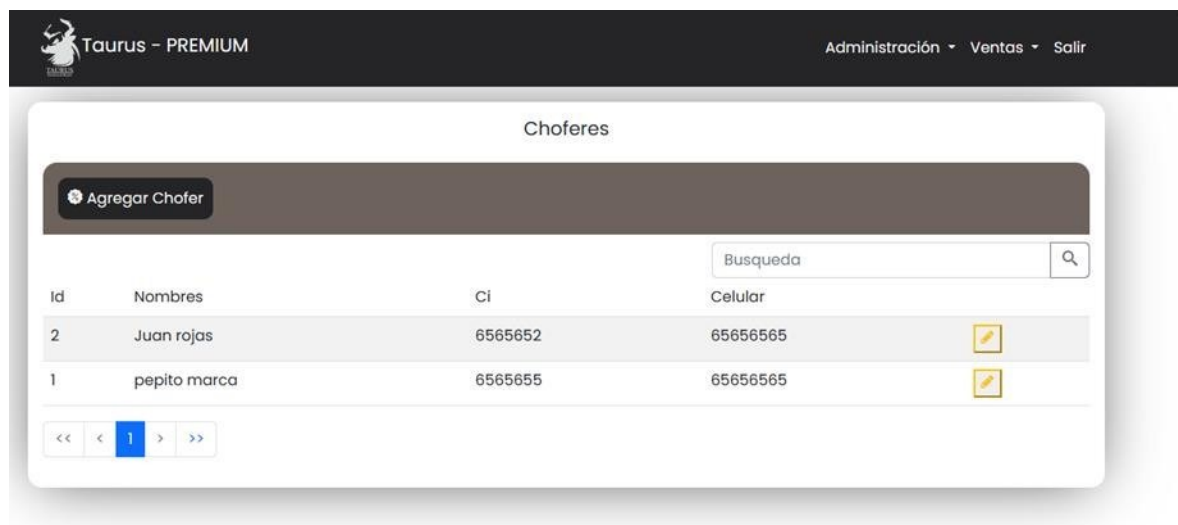 Taurus - PREMIUM Administración Ventas Salir
TAURUS
Choferes
Agregar Chofer
Busqueda
Id Nombres Ci Celular
2 Juan rojas 6565652 65656565
1 pepito marca 6565655 65656565
<< < 1 > >>